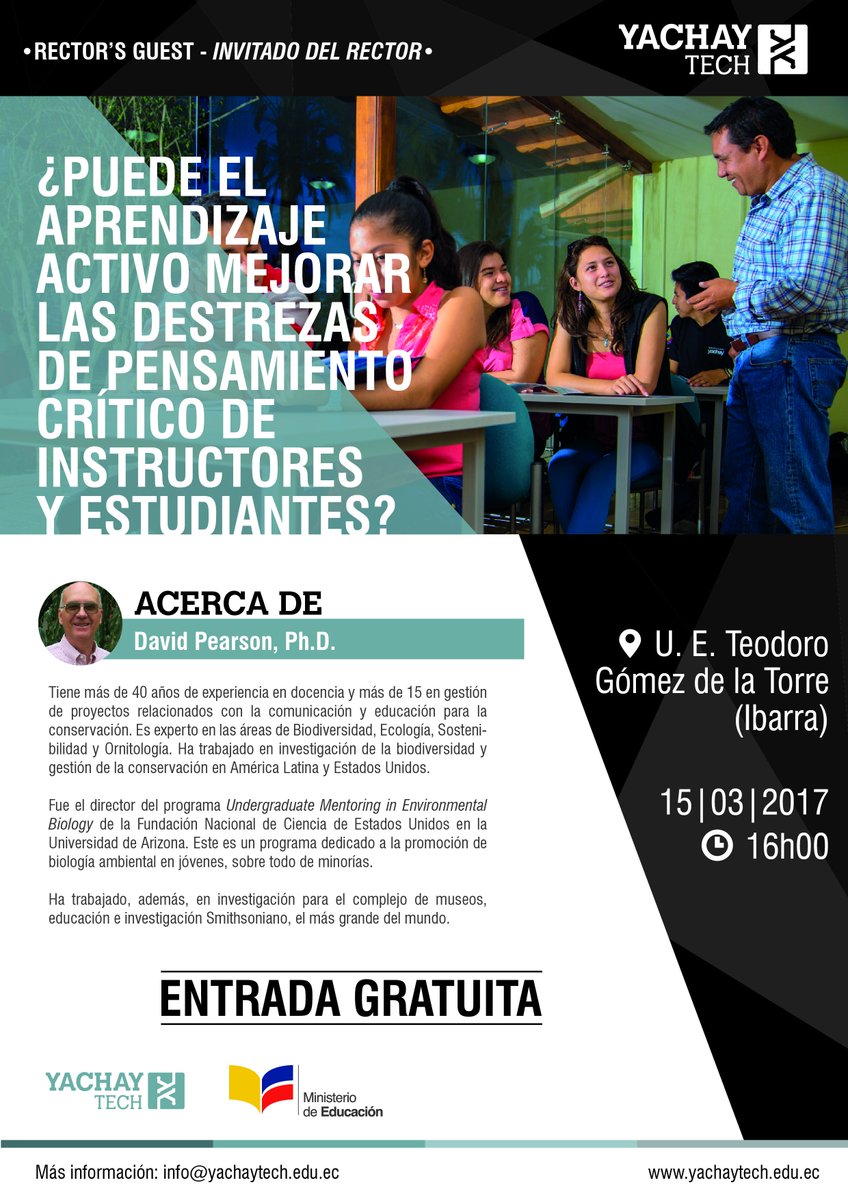 •RECTOR'S GUEST - INVITADO DEL RECTOR•
YACHAY
TECH
¿PUEDE EL
APRENDIZAJE
ACTIVO MEJORAR
LAS DESTREZAS
DE PENSAMIENTO
CRÍTICO DE
INSTRUCTORES
Y ESTUDIANTES?
yachay
ACERCA DE
David Pearson, Ph.D.
Tiene más de 40 años de experiencia en docencia y más de 15 en gestión
de proyectos relacionados con la comunicación y educación para la
conservación. Es experto en las áreas de Biodiversidad, Ecología, Sosteni-
bilidad y Ornitología. Ha trabajado en investigación de la biodiversidad y
gestión de la conservación en América Latina y Estados Unidos.
Fue el director del programa Undergraduate Mentoring in Environmental
Biology de la Fundación Nacional de Ciencia de Estados Unidos en la
Universidad de Arizona. Este es un programa dedicado a la promoción de
biología ambiental en jóvenes, sobre todo de minorías.
Ha trabajado, además, en investigación para el complejo de museos,
educación e investigación Smithsoniano, el más grande del mundo.
U. E. Teodoro
Gómez de la Torre
(Ibarra)
15|03|2017
16h00
ENTRADA GRATUITA
YACHAY
TECH
Ministerio
de Educación
Más información: info@yachaytech.edu.ec
www.yachaytech.edu.ec